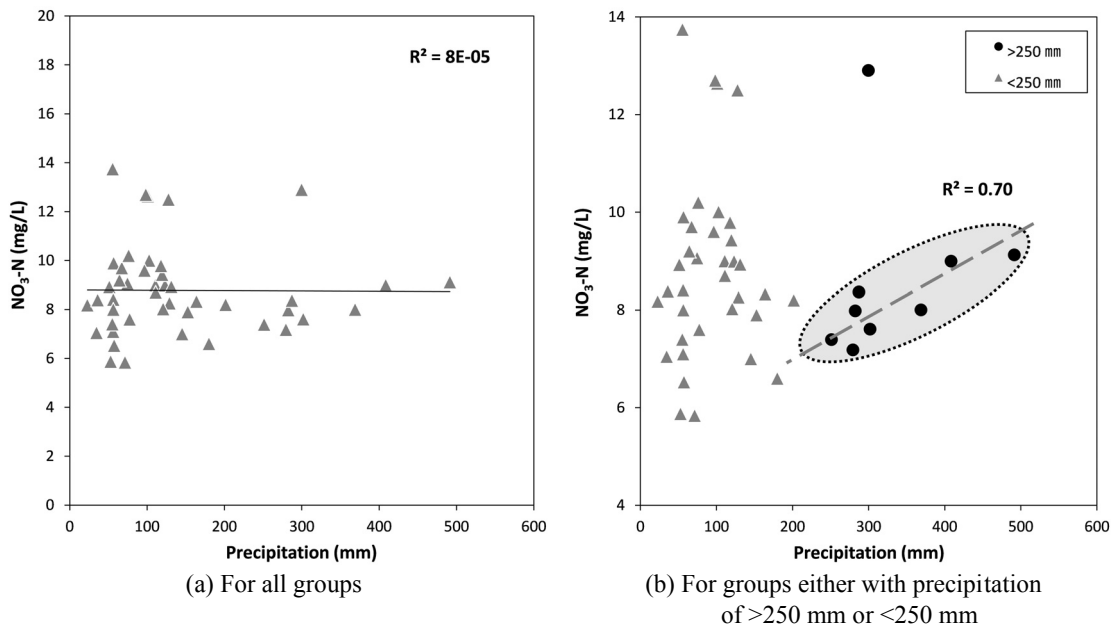 20
18
16
14
12
10
8
6
4
2
0
NO₃-N (mg/L)
R² = 8E-05
0 100 200 300 400 500 600
Precipitation (mm)
(a) For all groups
14
12
10
8
6
4
NO₃-N (mg/L)
>250 ㎜
<250 ㎜
R² = 0.70
0 100 200 300 400 500 600
Precipitation (mm)
(b) For groups either with precipitation
of >250 mm or <250 mm